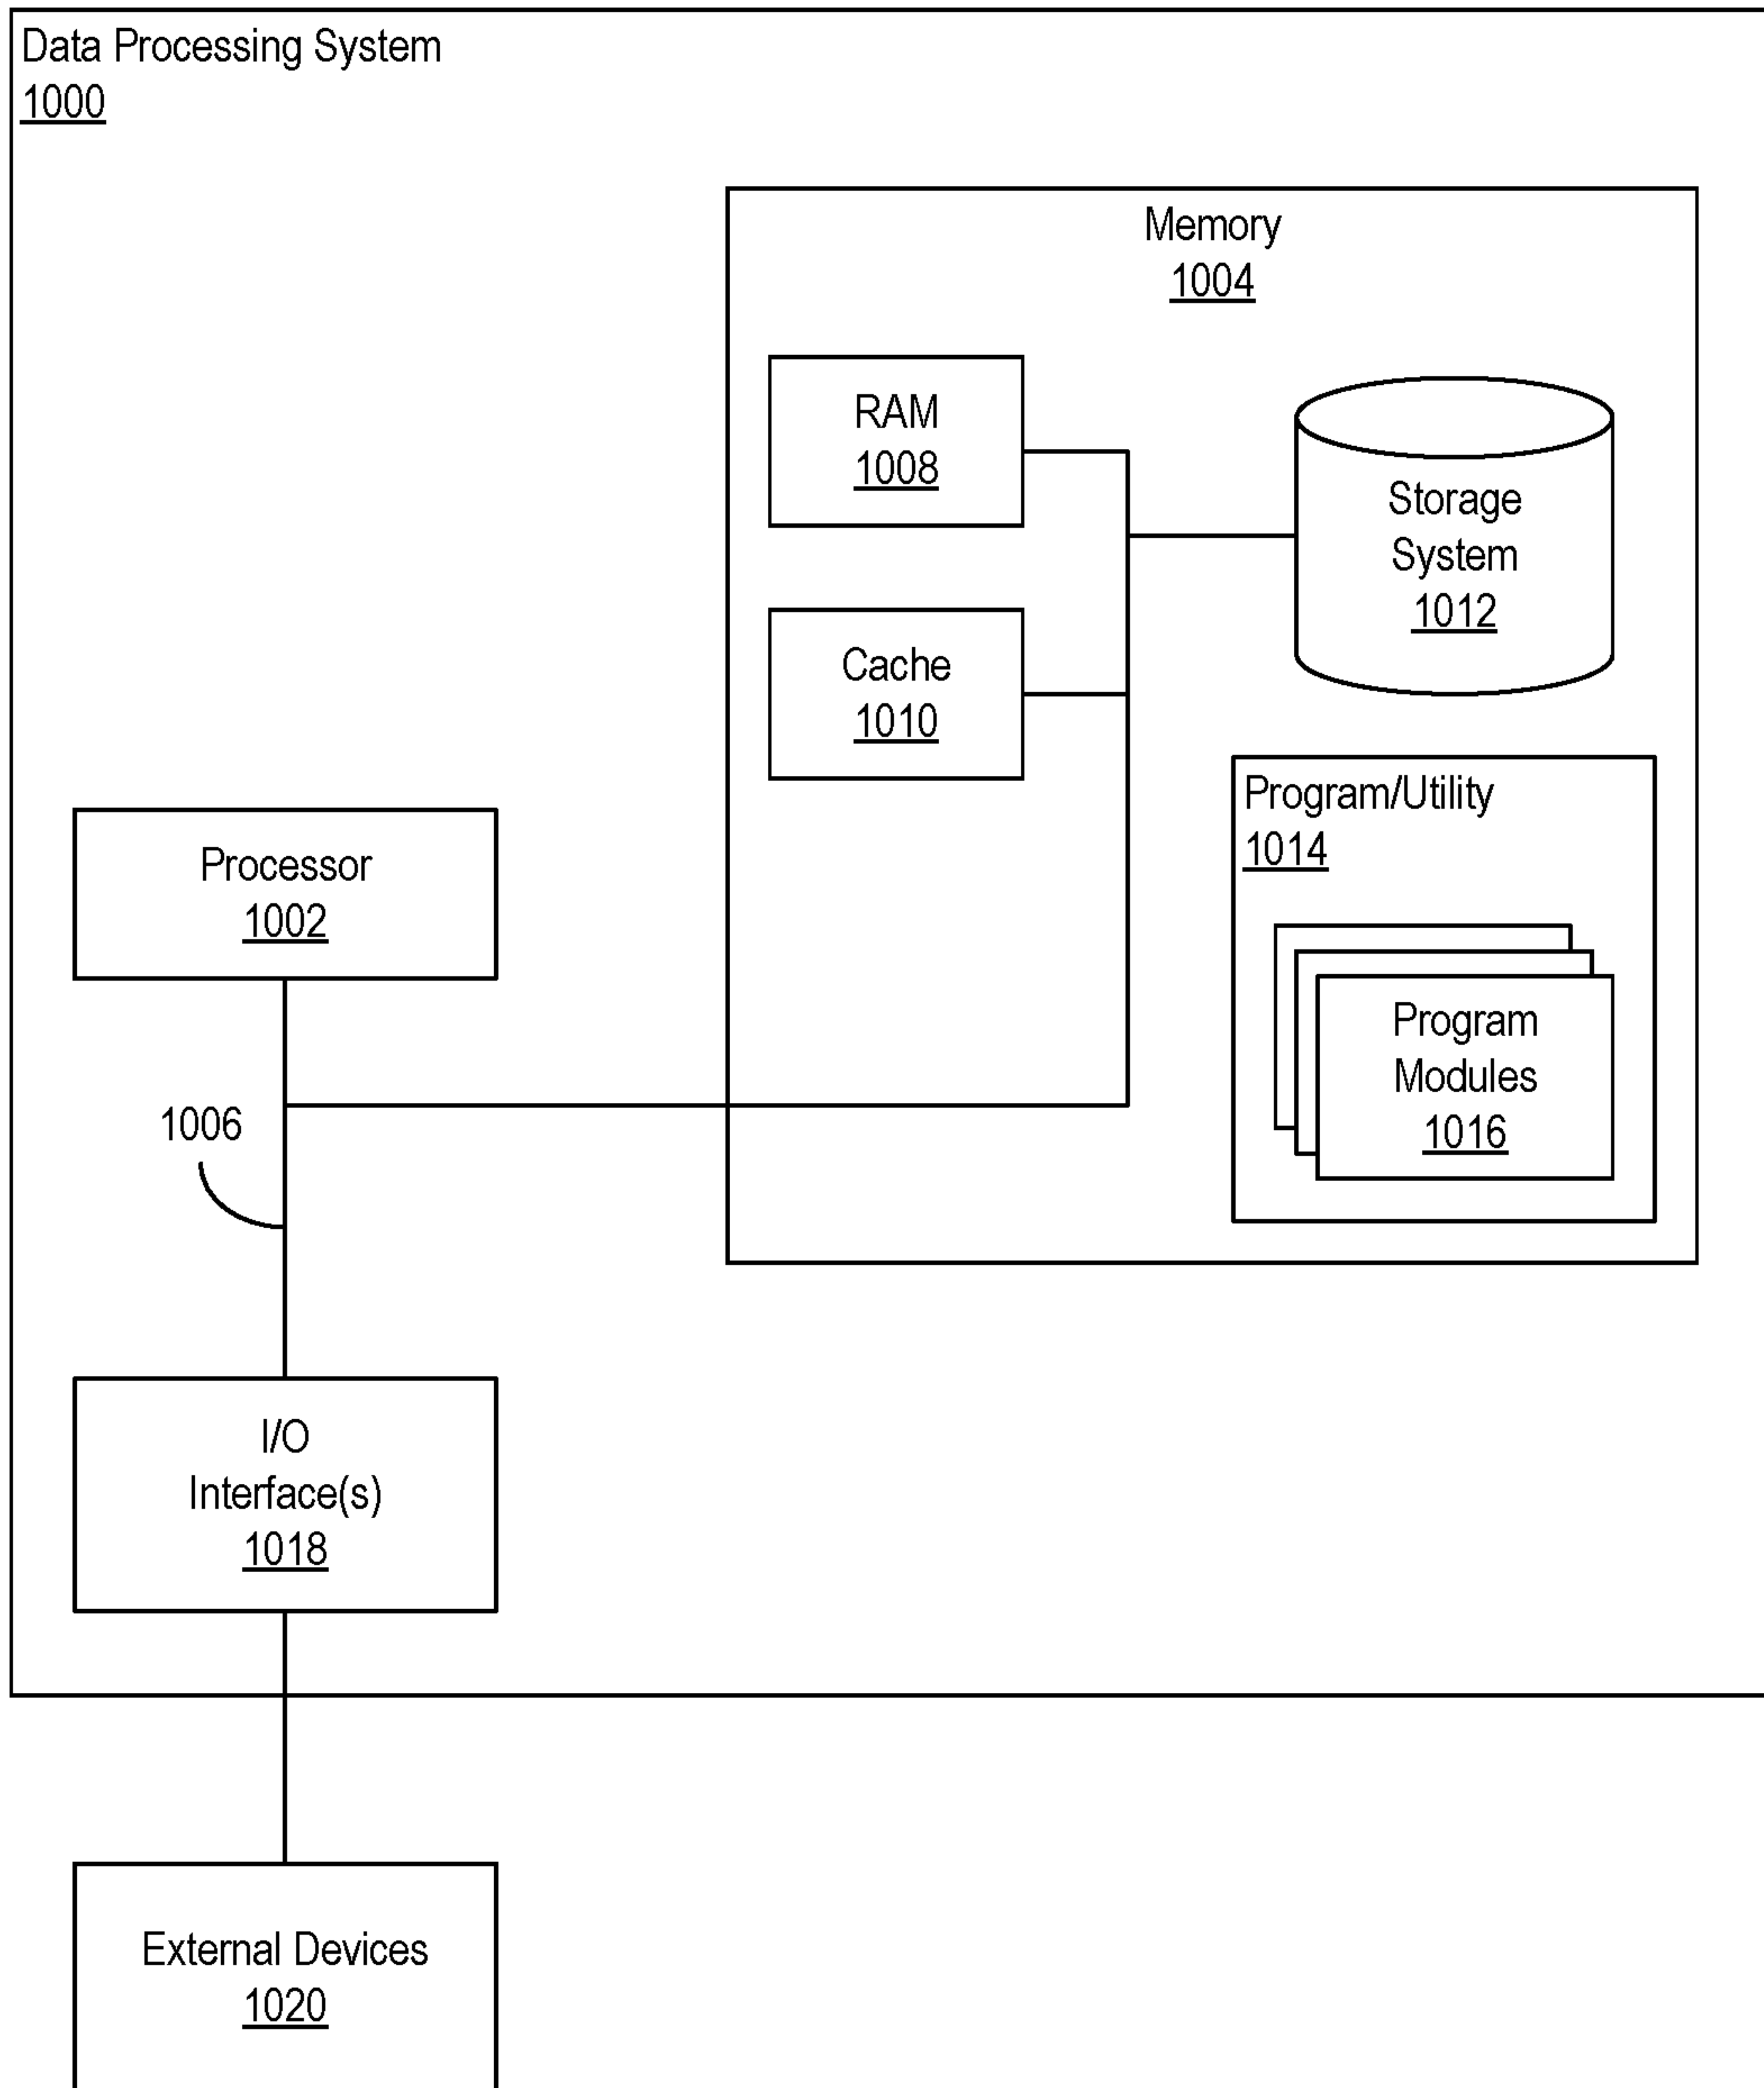 Data Processing System
1000
Memory
1004
RAM
1008
Storage
System
1012
Cache
1010
Program/Utility
1014
Processor
1002
Program
Modules
1016
1006
I/O
Interface(s)
1018
External Devices
1020